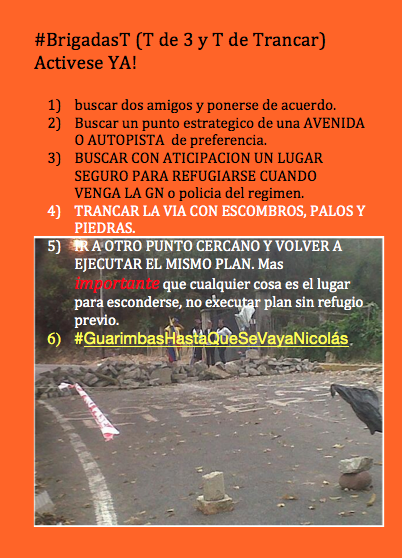 #BrigadasT (T de 3 y T de Trancar)
Activese YA!
1) buscar dos amigos y ponerse de acuerdo.
2) Buscar un punto estrategico de una AVENIDA
O AUTOPISTA de preferencia.
3) BUSCAR CON ATICIPACION UN LUGAR
SEGURO PARA REFUGIARSE CUANDO
VENGA LA GN o policia del regimen.
4) TRANCAR LA VIA CON ESCOMBROS, PALOS Y
PIEDRAS.
5) IR A OTRO PUNTO CERCANO Y VOLVER A
EJECUTAR EL MISMO PLAN. Mas
importante que cualquier cosa es el lugar
para esconderse, no executar plan sin refugio
previo.
6) #GuarimbasHastaQueSeVayaNicolás